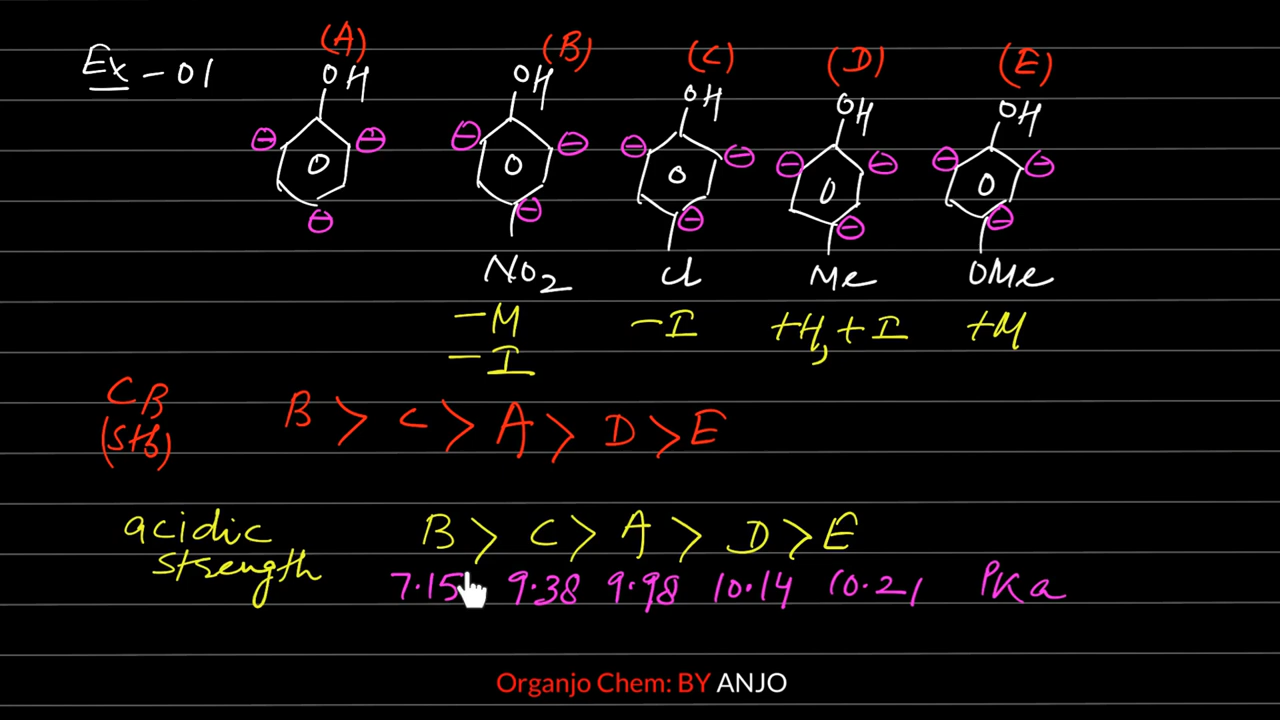 Ex - 01
(A) (B) (C) (D) (E)
OH OH OH OH OH
⊖ ⊖ ⊖ ⊖ ⊖ ⊖ ⊖ ⊖ ⊖ ⊖
⊖ ⊖ ⊖ ⊖ ⊖
NO2 Cl Me OMe
-M -I +H, +I +M
-I
CB B > C > A > D > E
(Stb)
acidic B > C > A > D > E
strength
7.15 9.38 9.98 10.14 10.21 PKa
Organjo Chem: BY ANJO